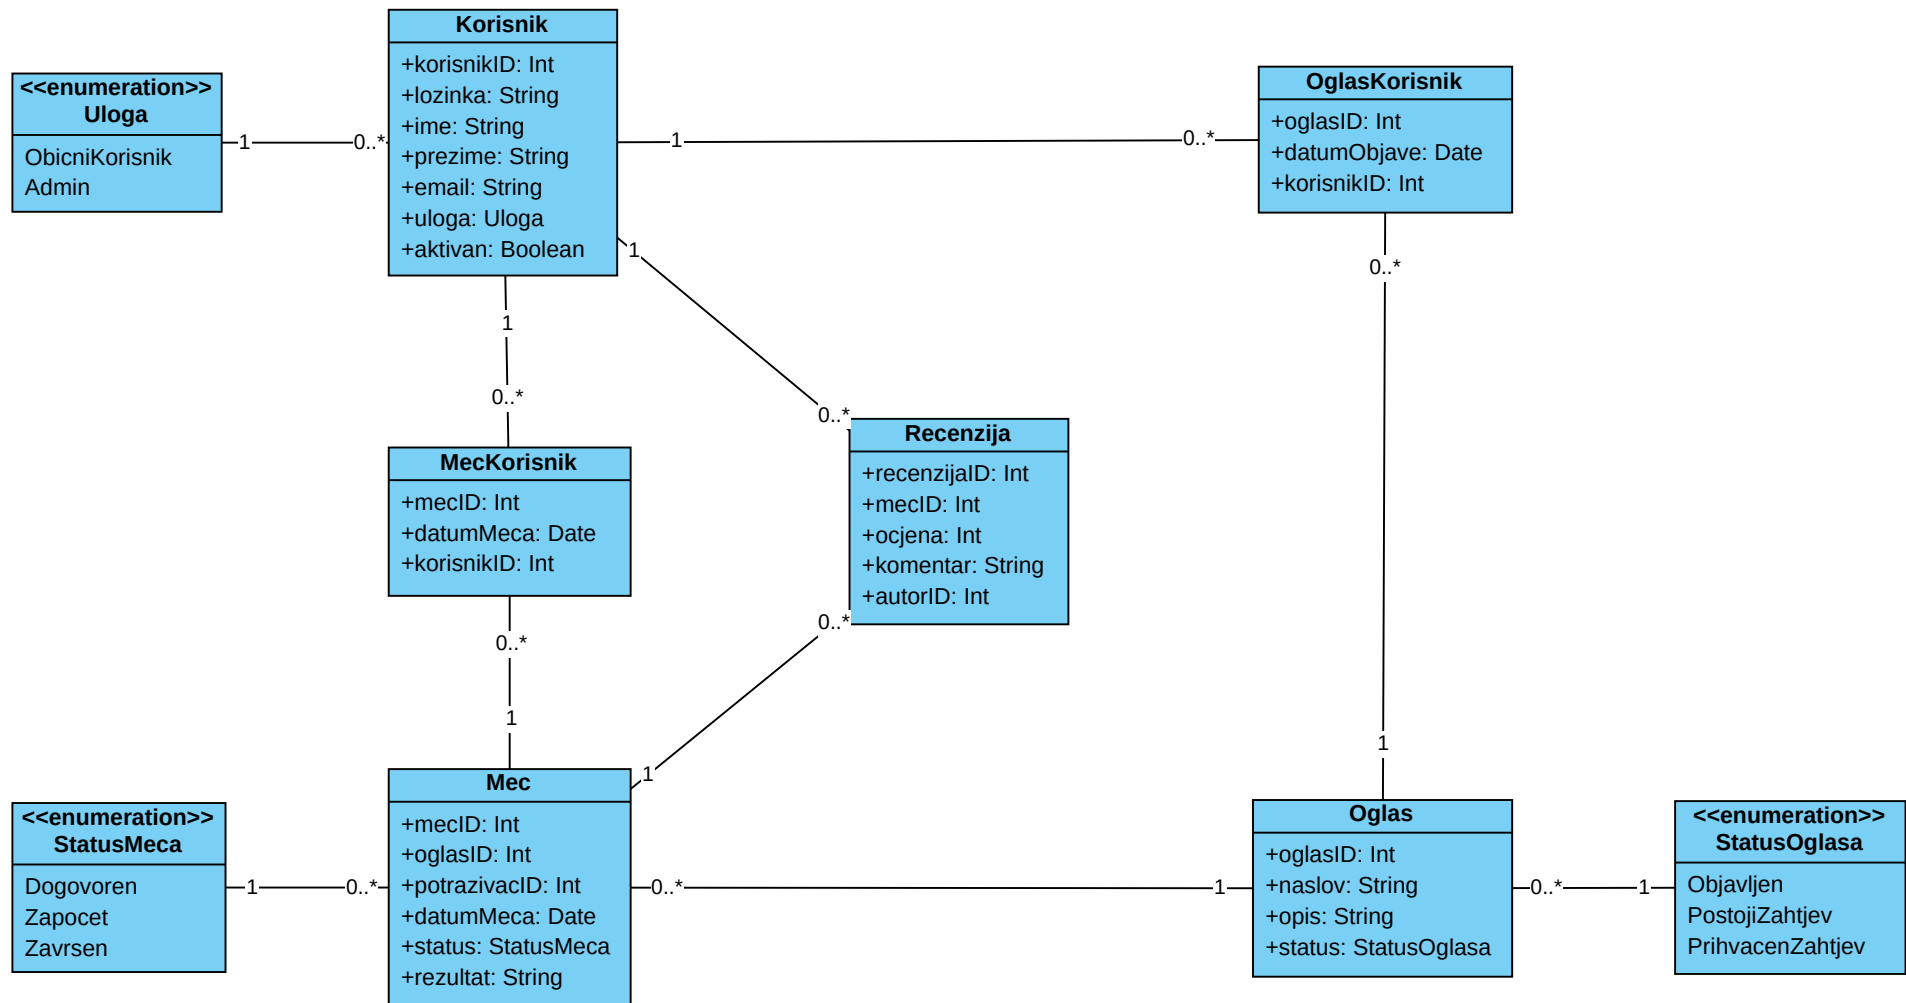 Korisnik
+korisnikID: Int
+lozinka: String
+ime: String
+prezime: String
+email: String
+uloga: Uloga
+aktivan: Boolean
<<enumeration>>
Uloga
ObicniKorisnik
Admin
1
0..*
1
0..*
OglasKorisnik
+oglasID: Int
+datumObjave: Date
+korisnikID: Int
1
0..*
1
0..*
0..*
1
MecKorisnik
+mecID: Int
+datumMeca: Date
+korisnikID: Int
Recenzija
+recenzijaID: Int
+mecID: Int
+ocjena: Int
+komentar: String
+autorID: Int
0..*
1
0..*
1
<<enumeration>>
StatusMeca
Dogovoren
Zapocet
Zavrsen
1
0..*
Mec
+mecID: Int
+oglasID: Int
+potrazivacID: Int
+datumMeca: Date
+status: StatusMeca
+rezultat: String
0..*
1
Oglas
+oglasID: Int
+naslov: String
+opis: String
+status: StatusOglasa
0..*
1
<<enumeration>>
StatusOglasa
Objavljen
PostojiZahtjev
PrihvacenZahtjev